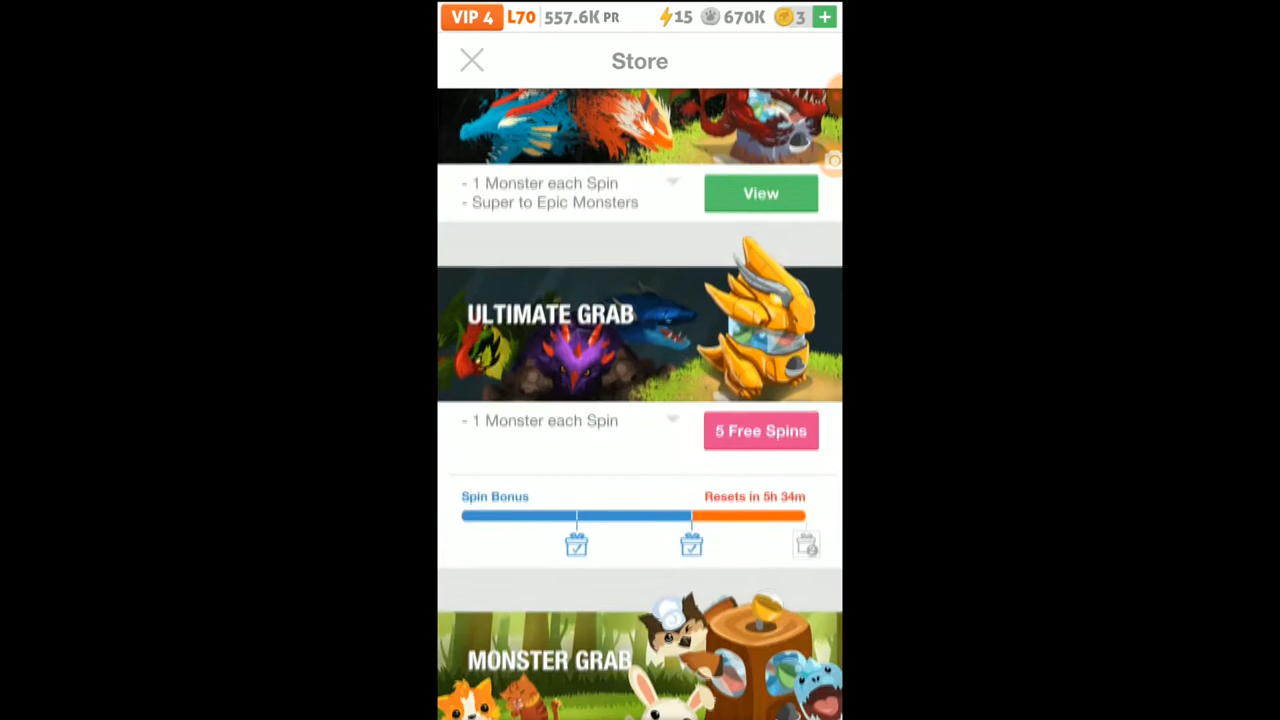 VIP 4 L70 557.6K PR 15 670K 3 +
Store
- 1 Monster each Spin
- Super to Epic Monsters
View
ULTIMATE GRAB
- 1 Monster each Spin
5 Free Spins
Spin Bonus
Resets in 5h 34m
MONSTER GRAB